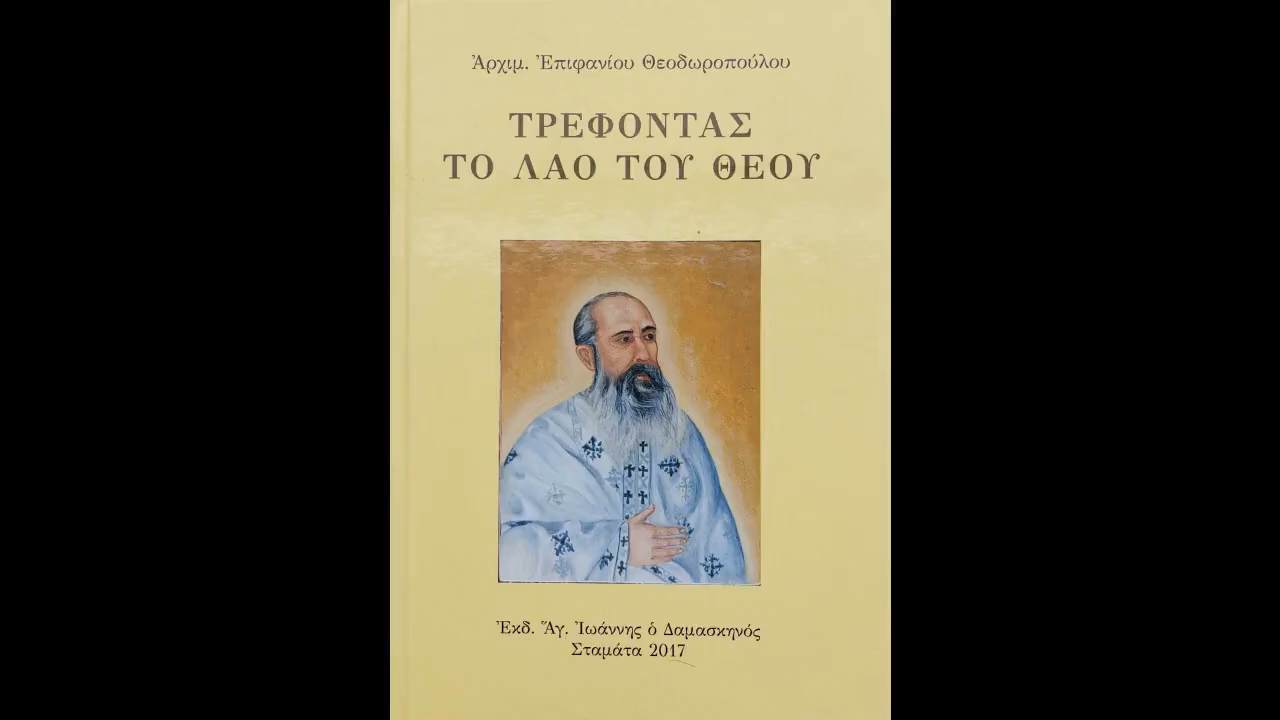 Ἀρχιμ. Ἐπιφανίου Θεοδωροπούλου
ΤΡΕΦΟΝΤΑΣ
ΤΟ ΛΑΟ ΤΟΥ ΘΕΟΥ
Ἐκδ. Ἅγ. Ἰωάννης ὁ Δαμασκηνός
Σταμάτα 2017